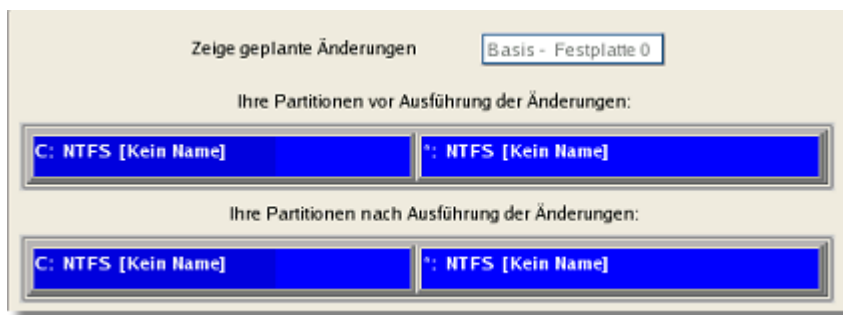 Zeige geplante Änderungen Basis - Festplatte 0
Ihre Partitionen vor Ausführung der Änderungen:
C: NTFS [Kein Name] *: NTFS [Kein Name]
Ihre Partitionen nach Ausführung der Änderungen:
C: NTFS [Kein Name] *: NTFS [Kein Name]